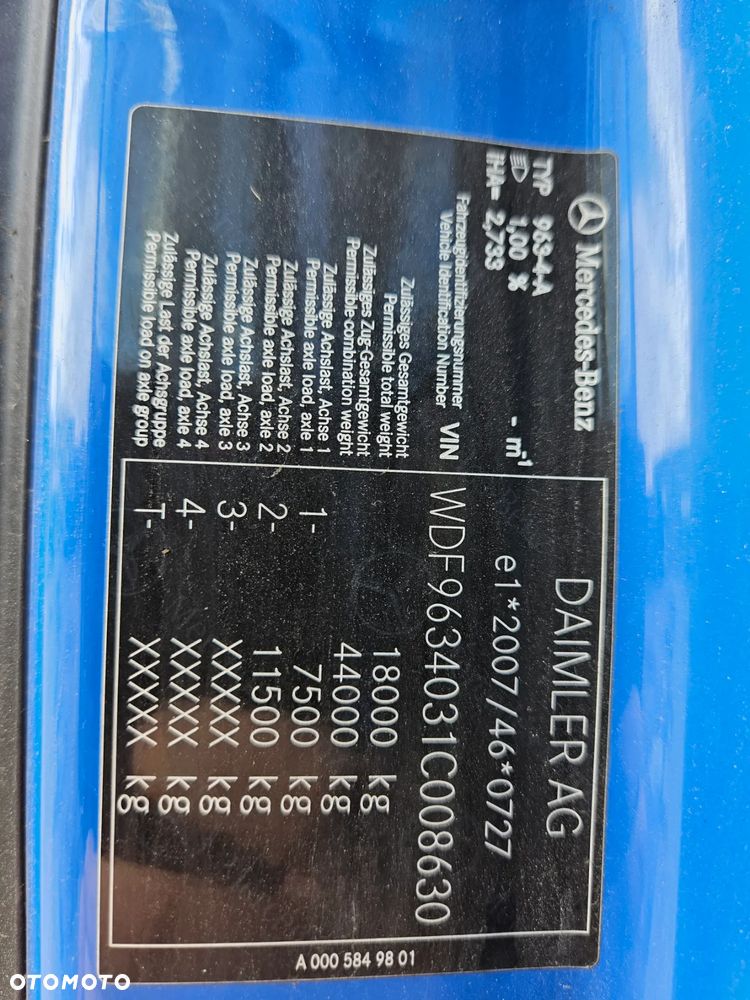 Mercedes-Benz
TYP 963-4-A
1,00 % - m-1
iHA= 2,733
DAIMLER AG
e1*2007/46*0727
Fahrzeugidentifizierungsnummer
Vehicle Identification Number VIN WDF9634031C008630
Zulässiges Gesamtgewicht
Permissible total weight 18000 kg
Zulässiges Zug-Gesamtgewicht
Permissible combination weight 44000 kg
Zulässige Achslast, Achse 1
Permissible axle load, axle 1 1- 7500 kg
Zulässige Achslast, Achse 2
Permissible axle load, axle 2 2- 11500 kg
Zulässige Achslast, Achse 3
Permissible axle load, axle 3 3- XXXXX kg
Zulässige Achslast, Achse 4
Permissible axle load, axle 4 4- XXXXX kg
Zulässige Last der Achsgruppe
Permissible load on axle group T- XXXXX kg
A 000 584 98 01
OTOMOTO